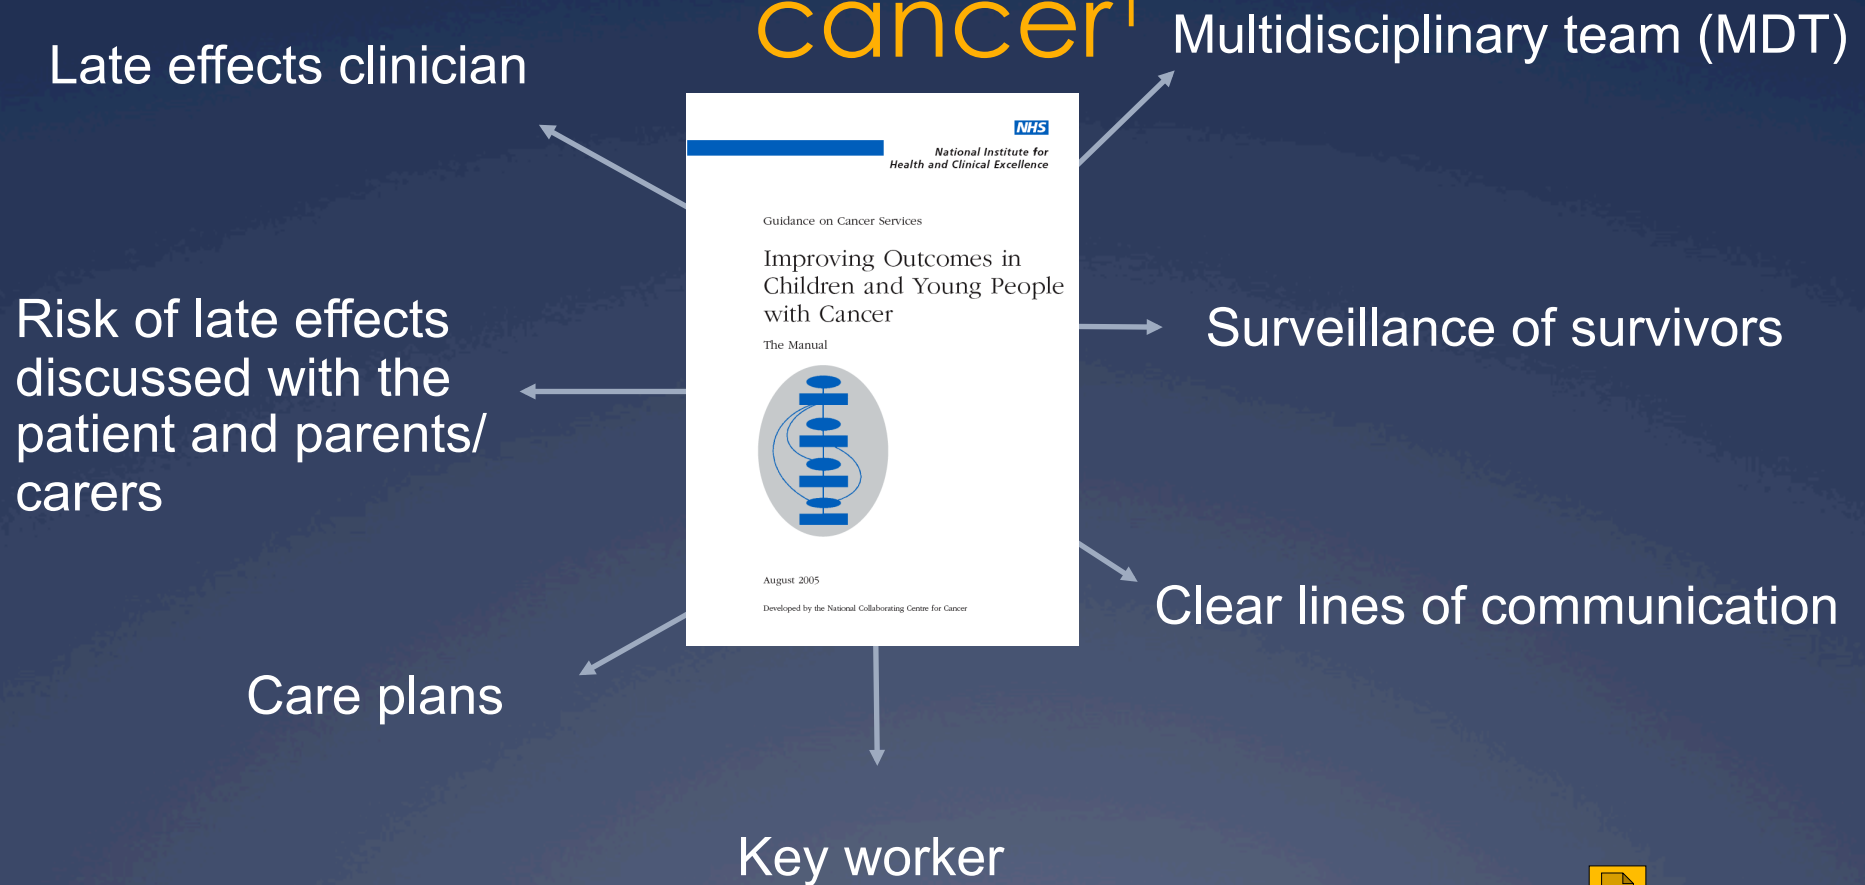 cancer¹
Late effects clinician
Multidisciplinary team (MDT)
NHS
National Institute for
Health and Clinical Excellence
Guidance on Cancer Services
Improving Outcomes in
Children and Young People
with Cancer
The Manual
August 2005
Developed by the National Collaborating Centre for Cancer
Risk of late effects
discussed with the
patient and parents/
carers
Surveillance of survivors
Clear lines of communication
Care plans
Key worker